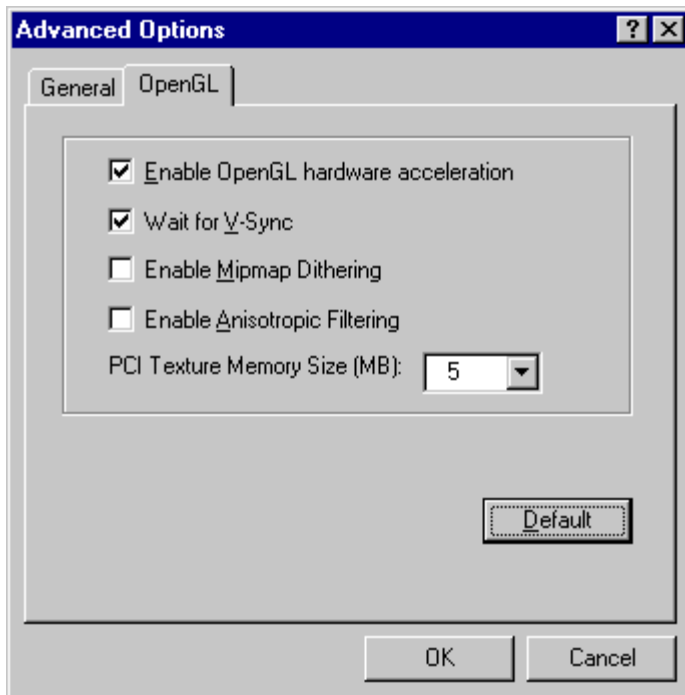 Advanced Options
General OpenGL
Enable OpenGL hardware acceleration
Wait for V-Sync
Enable Mipmap Dithering
Enable Anisotropic Filtering
PCI Texture Memory Size (MB): 5
Default
OK Cancel